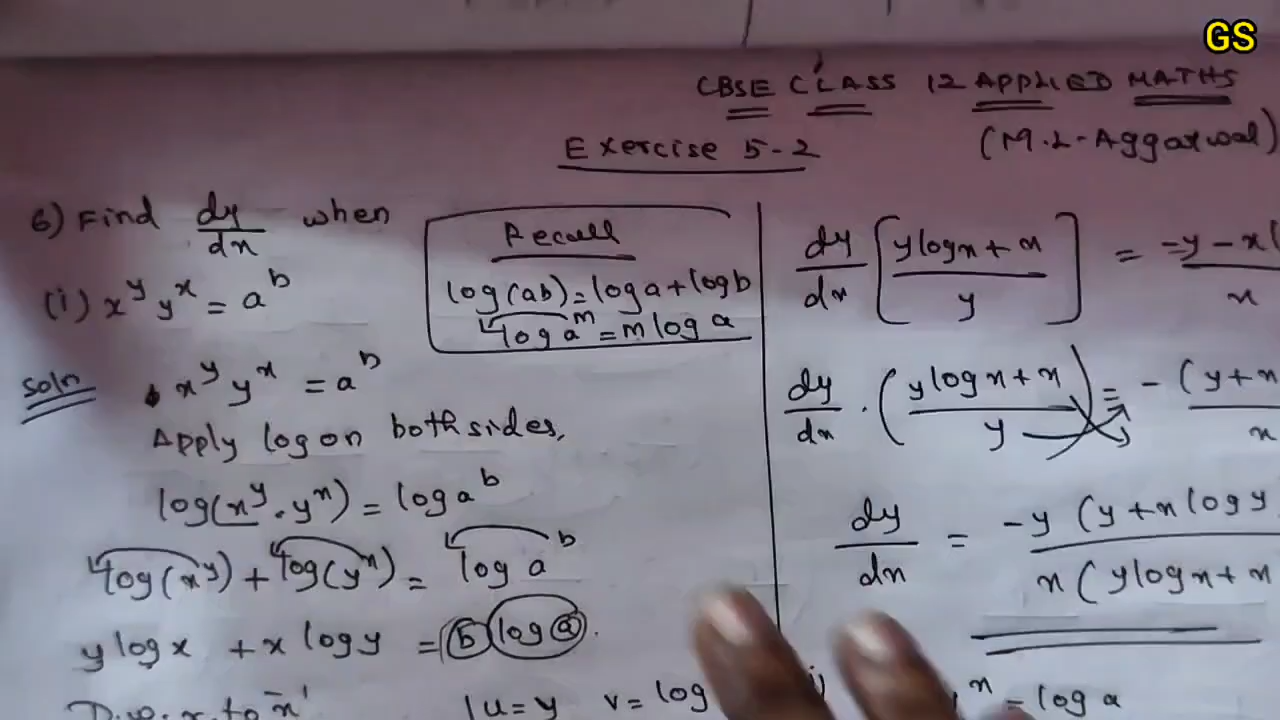 GS
CBSE CLASS 12 APPLIED MATHS
Exercise 5-2
(M.L-Aggarwal)
6) Find dy/dx when
(i) x^y y^x = a^b
Recall
log(ab) = log a + log b
log a^m = m log a
Soln
x^y y^x = a^b
Apply log on both sides,
log(x^y . y^x) = log a^b
log(x^y) + log(y^x) = log a^b
y log x + x log y = b log a.
D.w.r. to 'x'
u = y v = log
dy/dx [ (y log x + x)/y ] = -y - x( / x
dy/dx . ( (y log x + x)/y ) = - (y + x / x
dy/dx = -y (y + x log y / x (y log x + x
x = log a